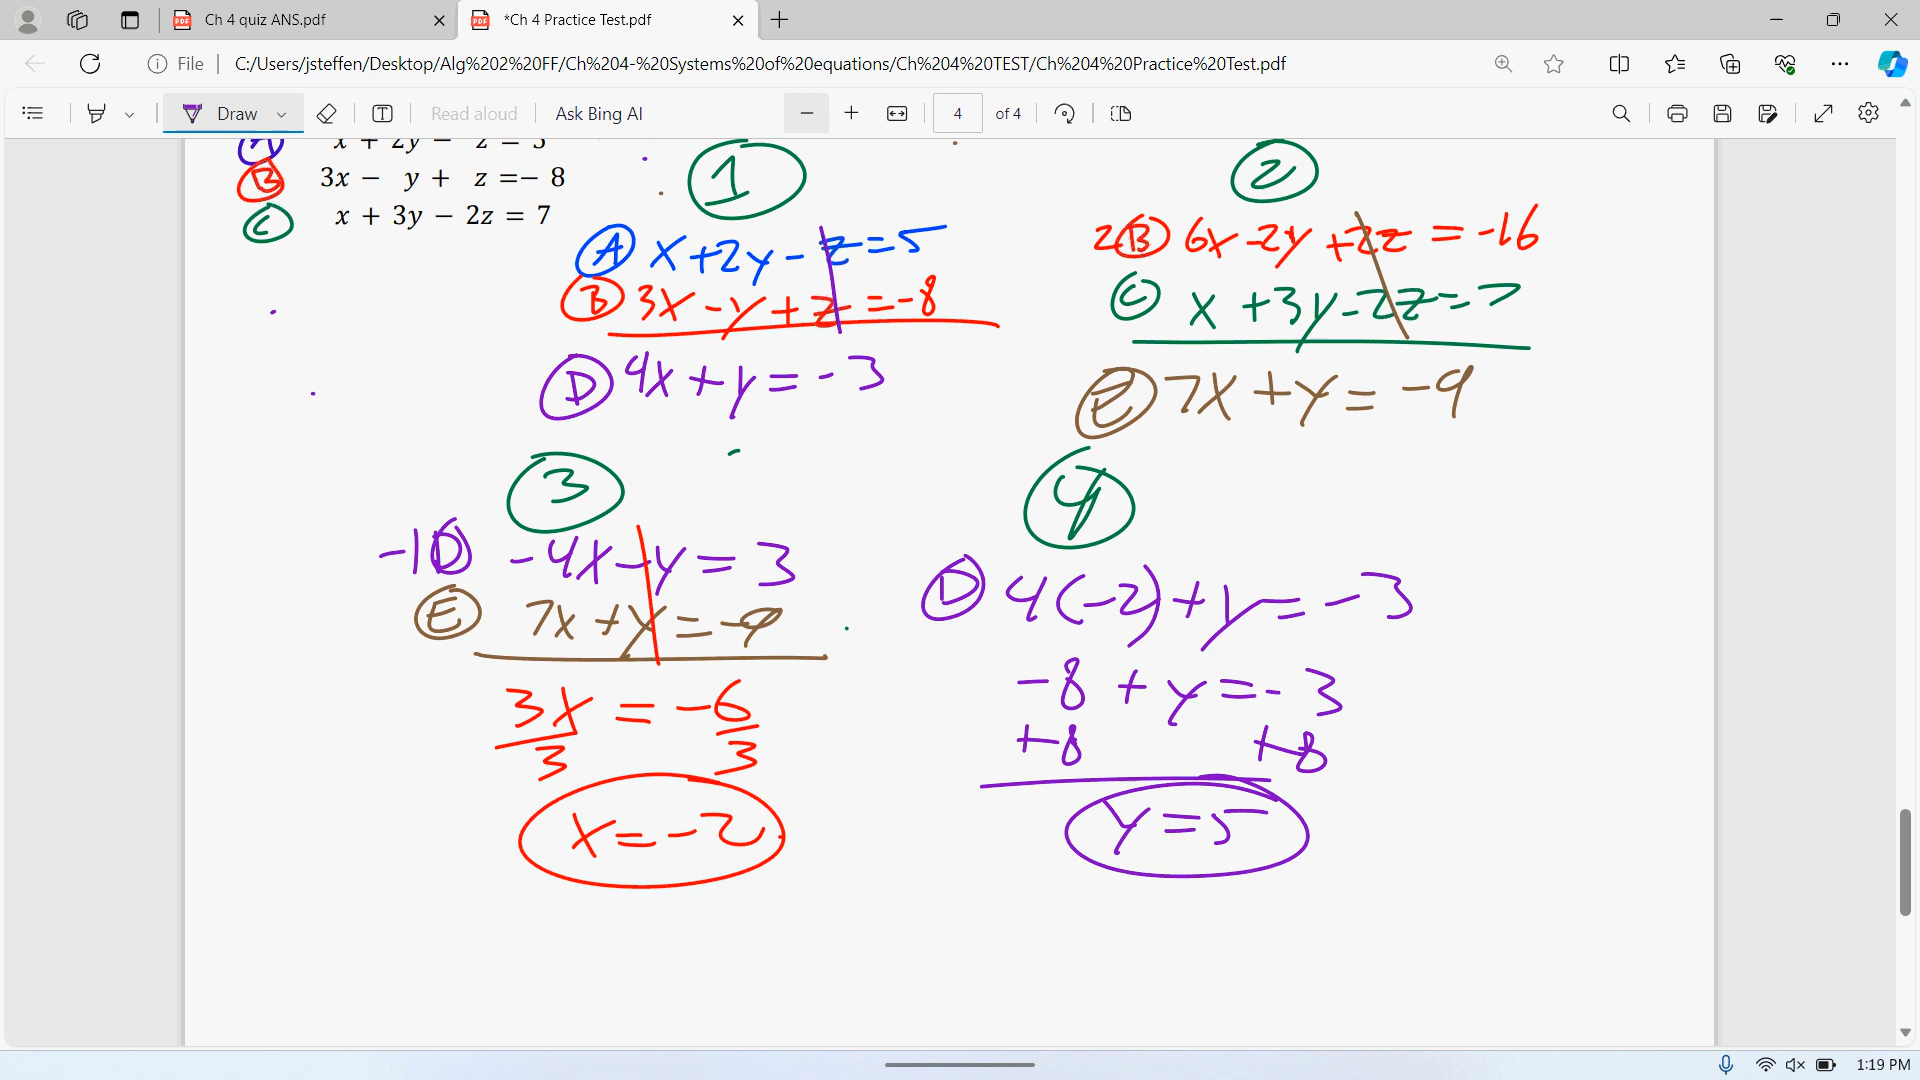 Ch 4 quiz ANS.pdf
*Ch 4 Practice Test.pdf
File
C:/Users/jsteffen/Desktop/Alg%202%20FF/Ch%204-%20Systems%20of%20equations/Ch%204%20TEST/Ch%204%20Practice%20Test.pdf
Draw
Read aloud
Ask Bing AI
4 of 4
A x + 2y − z = 5
B 3x − y + z = − 8
C x + 3y − 2z = 7
1
A x + 2y - z = 5
B 3x - y + z = -8
D 4x + y = -3
2
2B 6x - 2y + 2z = -16
C x + 3y - 2z = 7
E 7x + y = -9
3
-1D -4x - y = 3
E 7x + y = -9
3x = -6
3 3
x = -2
4
D 4(-2) + y = -3
-8 + y = -3
+8 +8
y = 5
1:19 PM